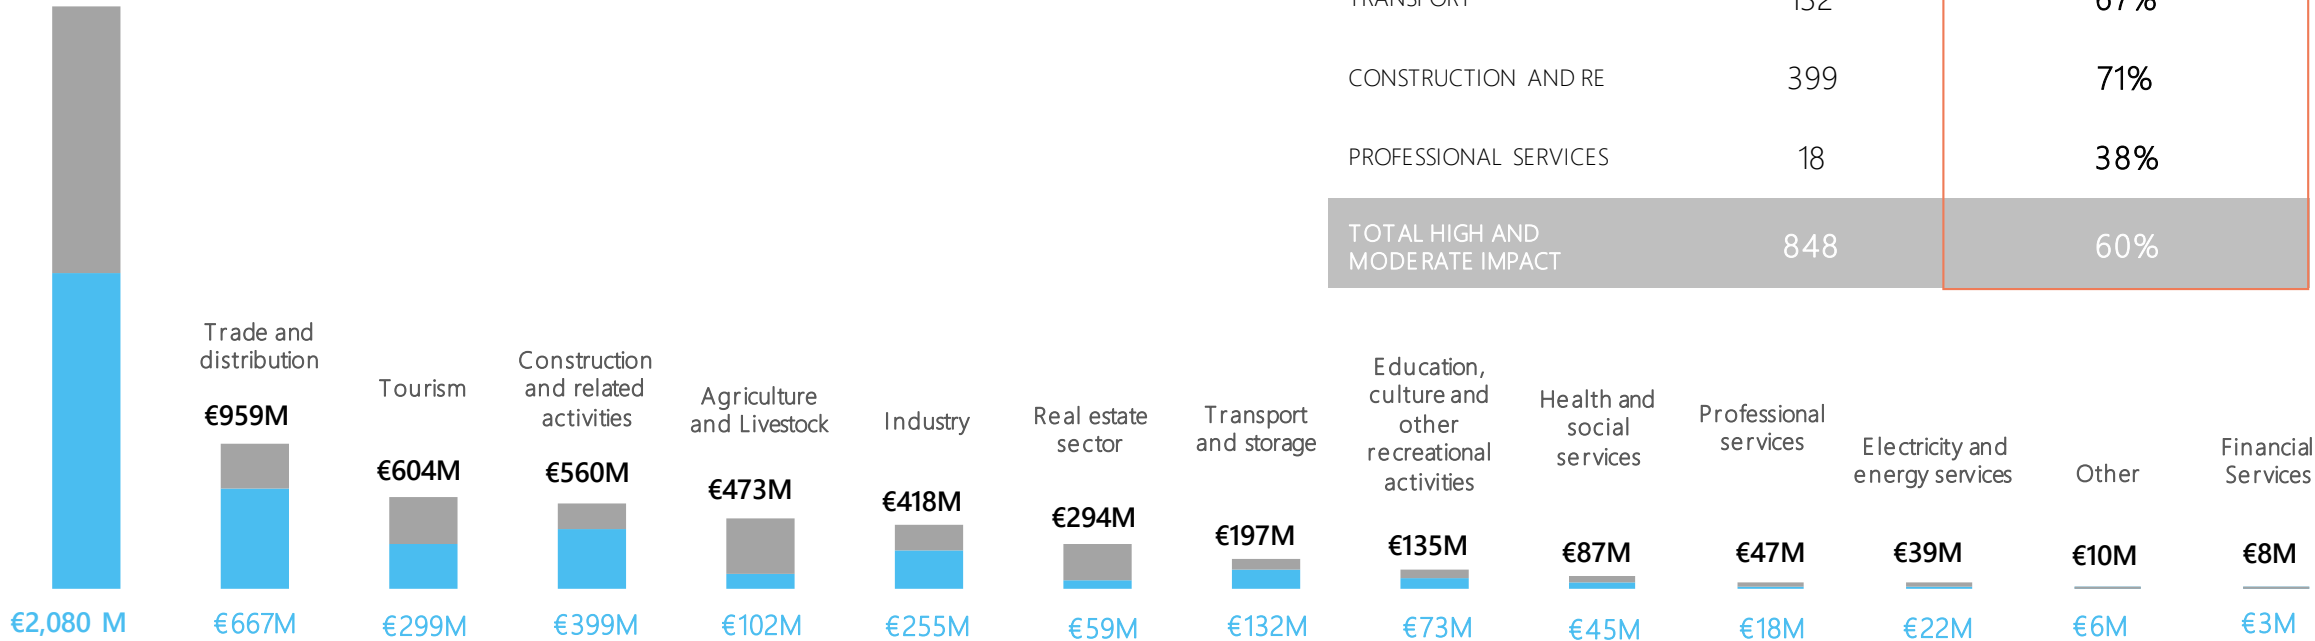 TRANSPORT 132 67%
CONSTRUCTION AND RE 399 71%
PROFESSIONAL SERVICES 18 38%
TOTAL HIGH AND
MODERATE IMPACT 848 60%
Trade and
distribution
€959M
Tourism
€604M
Construction
and related
activities
€560M
Agriculture
and Livestock
€473M
Industry
€418M
Real estate
sector
€294M
Transport
and storage
€197M
Education,
culture and
other
recreational
activities
€135M
Health and
social
services
€87M
Professional
services
€47M
Electricity and
energy services
€39M
Other
€10M
Financial
Services
€8M
€2,080 M €667M €299M €399M €102M €255M €59M €132M €73M €45M €18M €22M €6M €3M